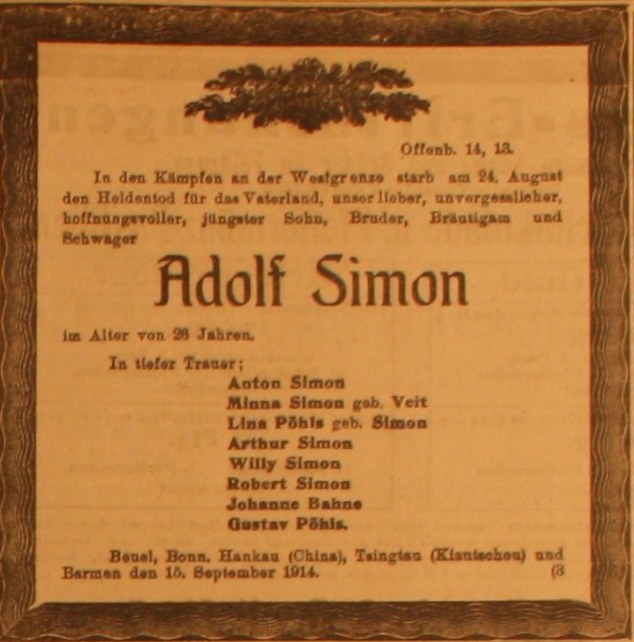 Offenb. 14, 13.
In den Kämpfen an der Westgrenze starb am 24. August
den Heldentod für das Vaterland, unser lieber, unvergesslicher,
hoffnungsvoller, jüngster Sohn, Bruder, Bräutigam und
Schwager
Adolf Simon
im Alter von 26 Jahren.
In tiefer Trauer;
Anton Simon
Minna Simon geb. Veit
Lina Pöhls geb. Simon
Arthur Simon
Willy Simon
Robert Simon
Johanne Bahne
Gustav Pöhls.
Beuel, Bonn, Hankau (China), Tsingtau (Kiautschou) und
Barmen den 15. September 1914. (3